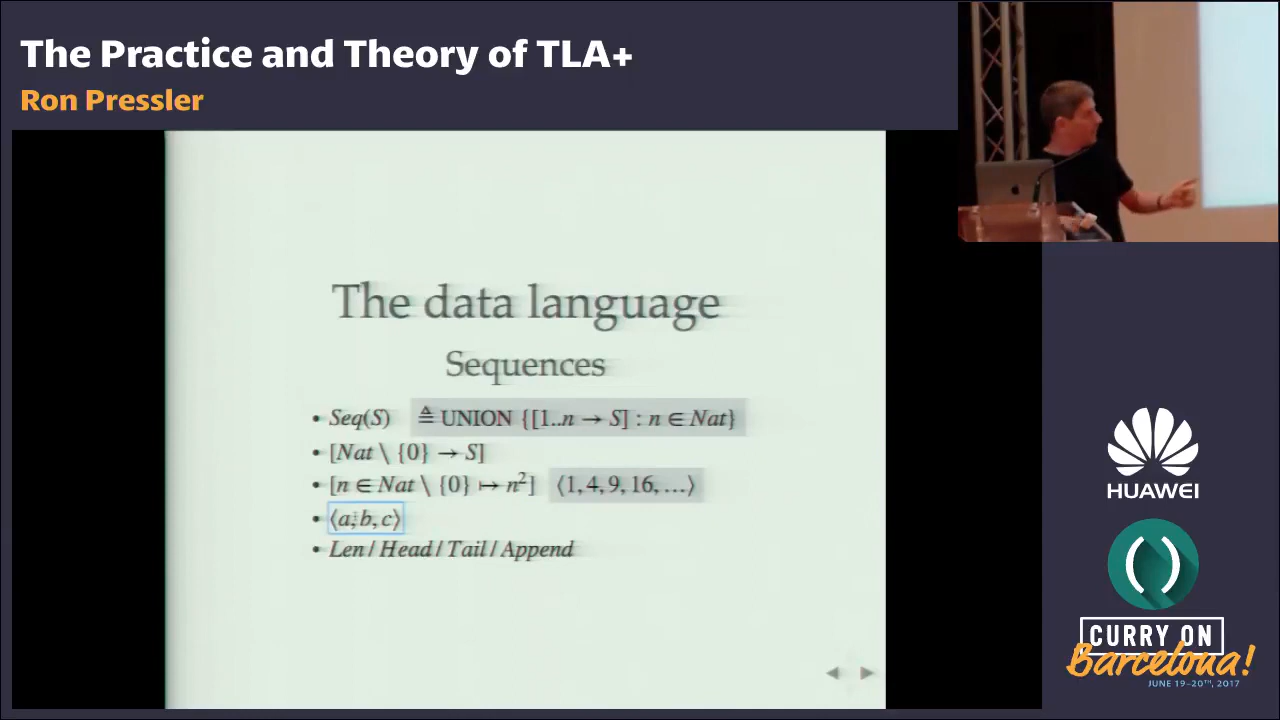 The Practice and Theory of TLA+
Ron Pressler
The data language
Sequences
• Seq(S) ≜ UNION {[1..n → S] : n ∈ Nat}
• [Nat \ {0} → S]
• [n ∈ Nat \ {0} ↦ n²] ⟨1, 4, 9, 16, …⟩
• ⟨a, b, c⟩
• Len / Head / Tail / Append
HUAWEI
( )
CURRY ON
Barcelona!
JUNE 19–20TH, 2017